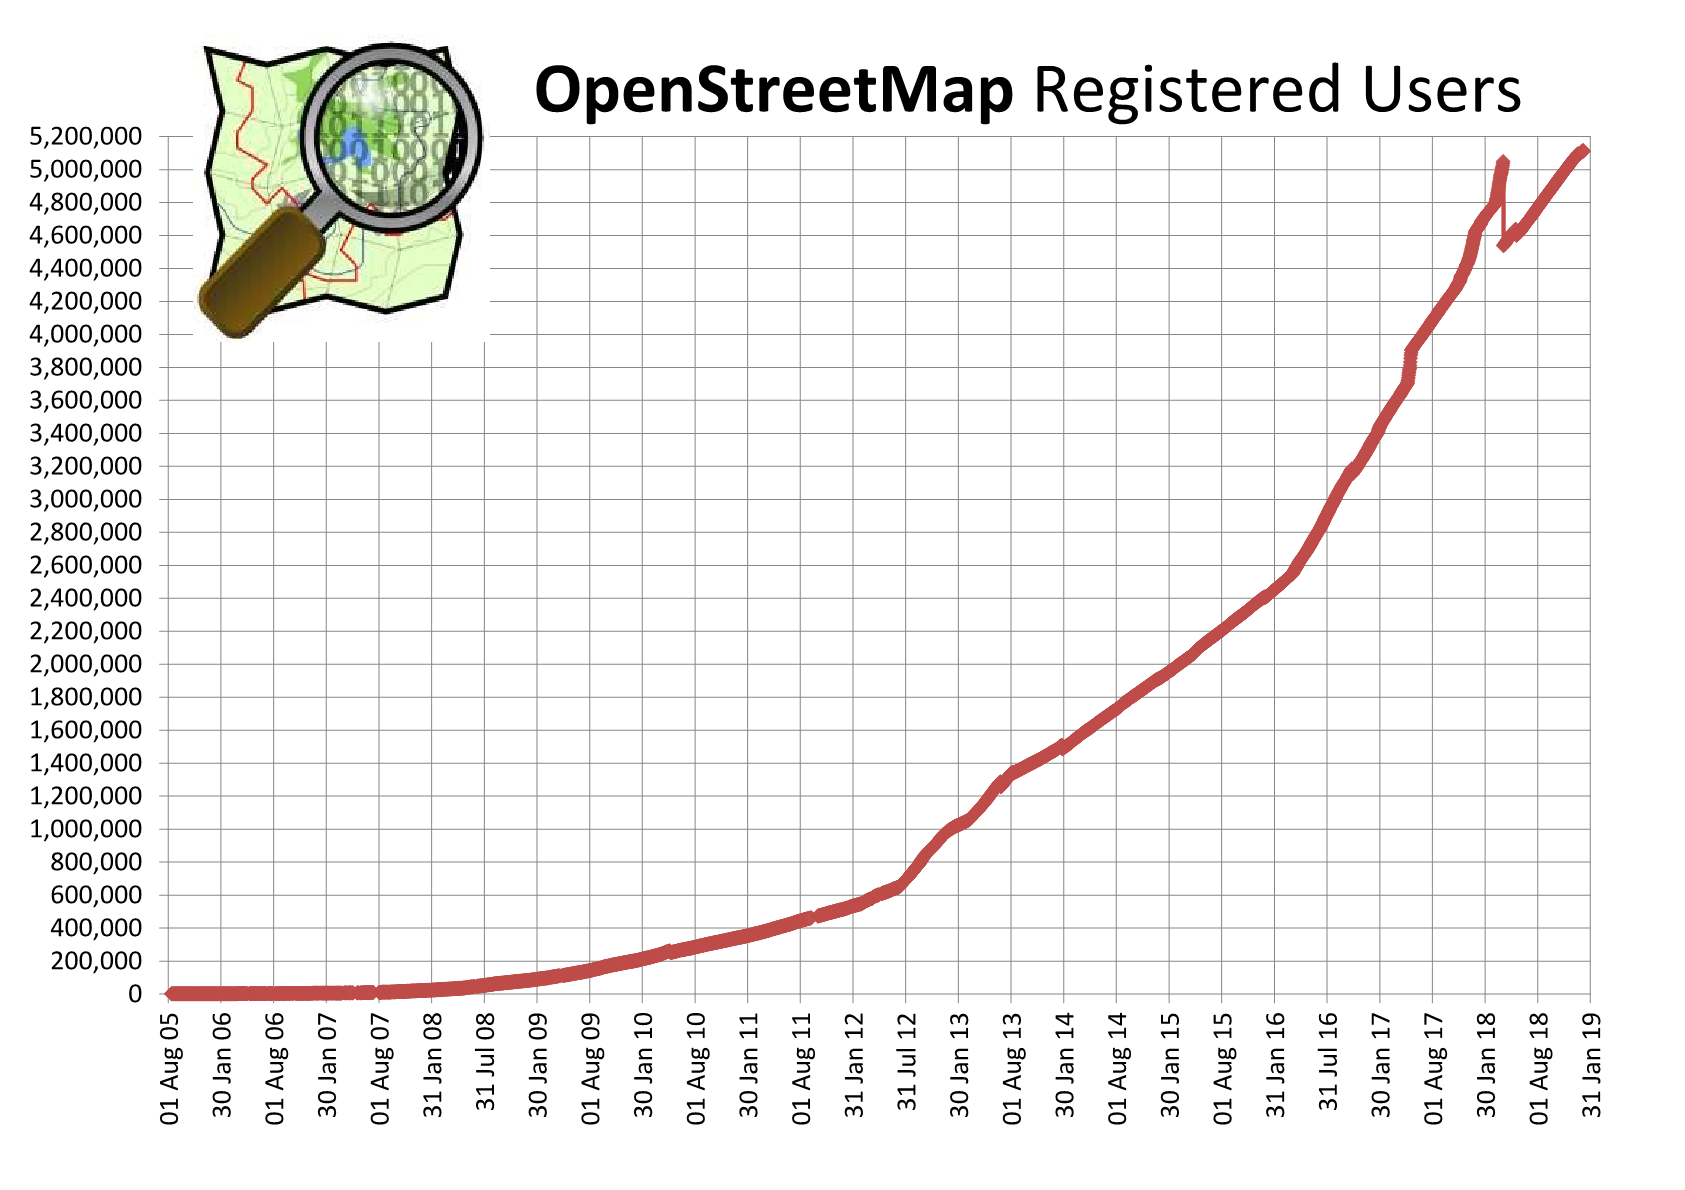 OpenStreetMap Registered Users
5,200,000
5,000,000
4,800,000
4,600,000
4,400,000
4,200,000
4,000,000
3,800,000
3,600,000
3,400,000
3,200,000
3,000,000
2,800,000
2,600,000
2,400,000
2,200,000
2,000,000
1,800,000
1,600,000
1,400,000
1,200,000
1,000,000
800,000
600,000
400,000
200,000
0
01 Aug 05
30 Jan 06
01 Aug 06
30 Jan 07
01 Aug 07
31 Jan 08
31 Jul 08
30 Jan 09
01 Aug 09
30 Jan 10
01 Aug 10
30 Jan 11
01 Aug 11
31 Jan 12
31 Jul 12
30 Jan 13
01 Aug 13
30 Jan 14
01 Aug 14
30 Jan 15
01 Aug 15
31 Jan 16
31 Jul 16
30 Jan 17
01 Aug 17
30 Jan 18
01 Aug 18
31 Jan 19